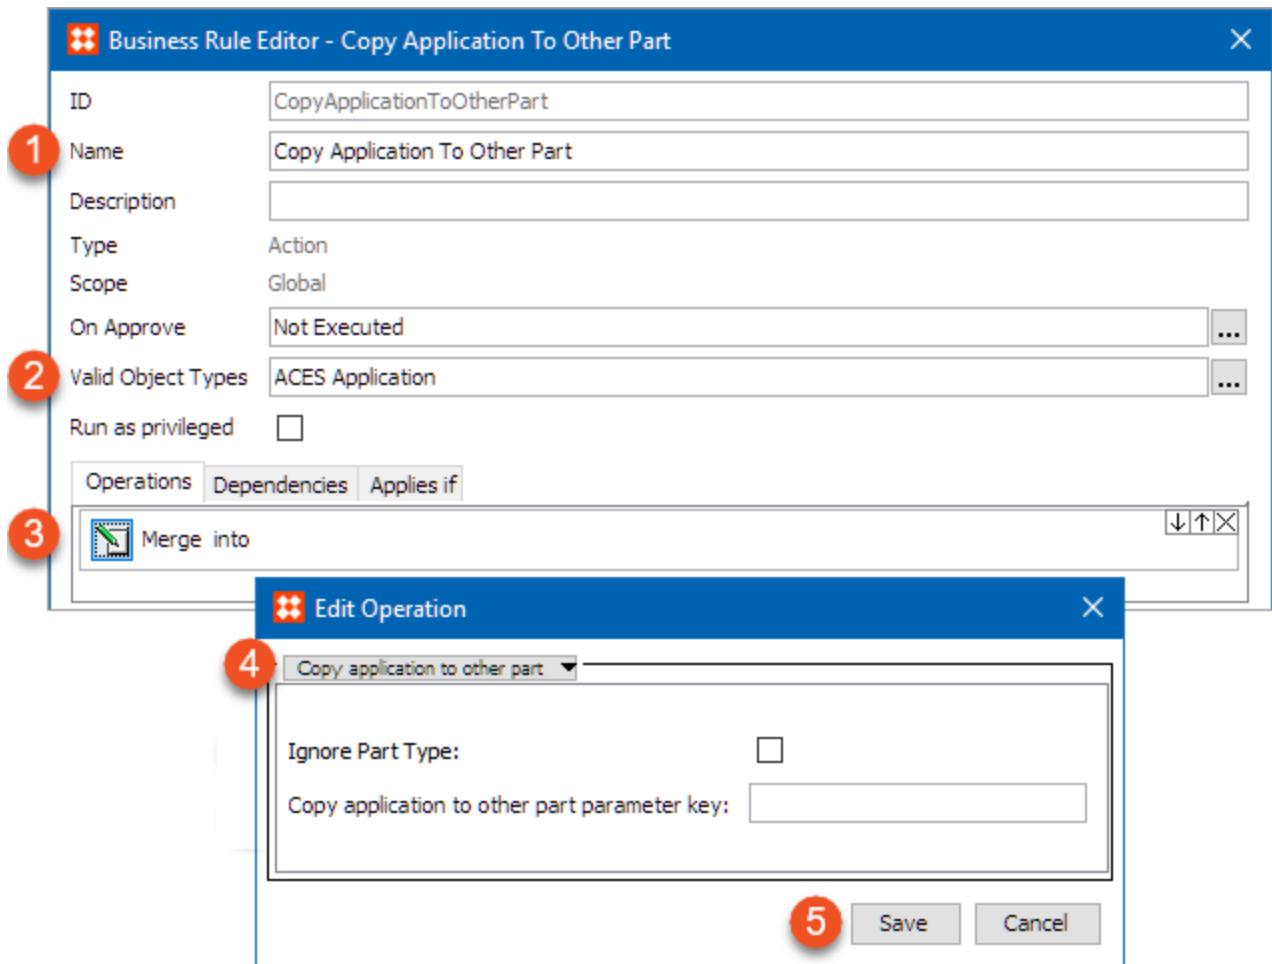 Business Rule Editor - Copy Application To Other Part
ID CopyApplicationToOtherPart
1 Name Copy Application To Other Part
Description
Type Action
Scope Global
On Approve Not Executed ...
2 Valid Object Types ACES Application ...
Run as privileged
Operations Dependencies Applies if
3 Merge into
Edit Operation
4 Copy application to other part
Ignore Part Type:
Copy application to other part parameter key:
5 Save Cancel